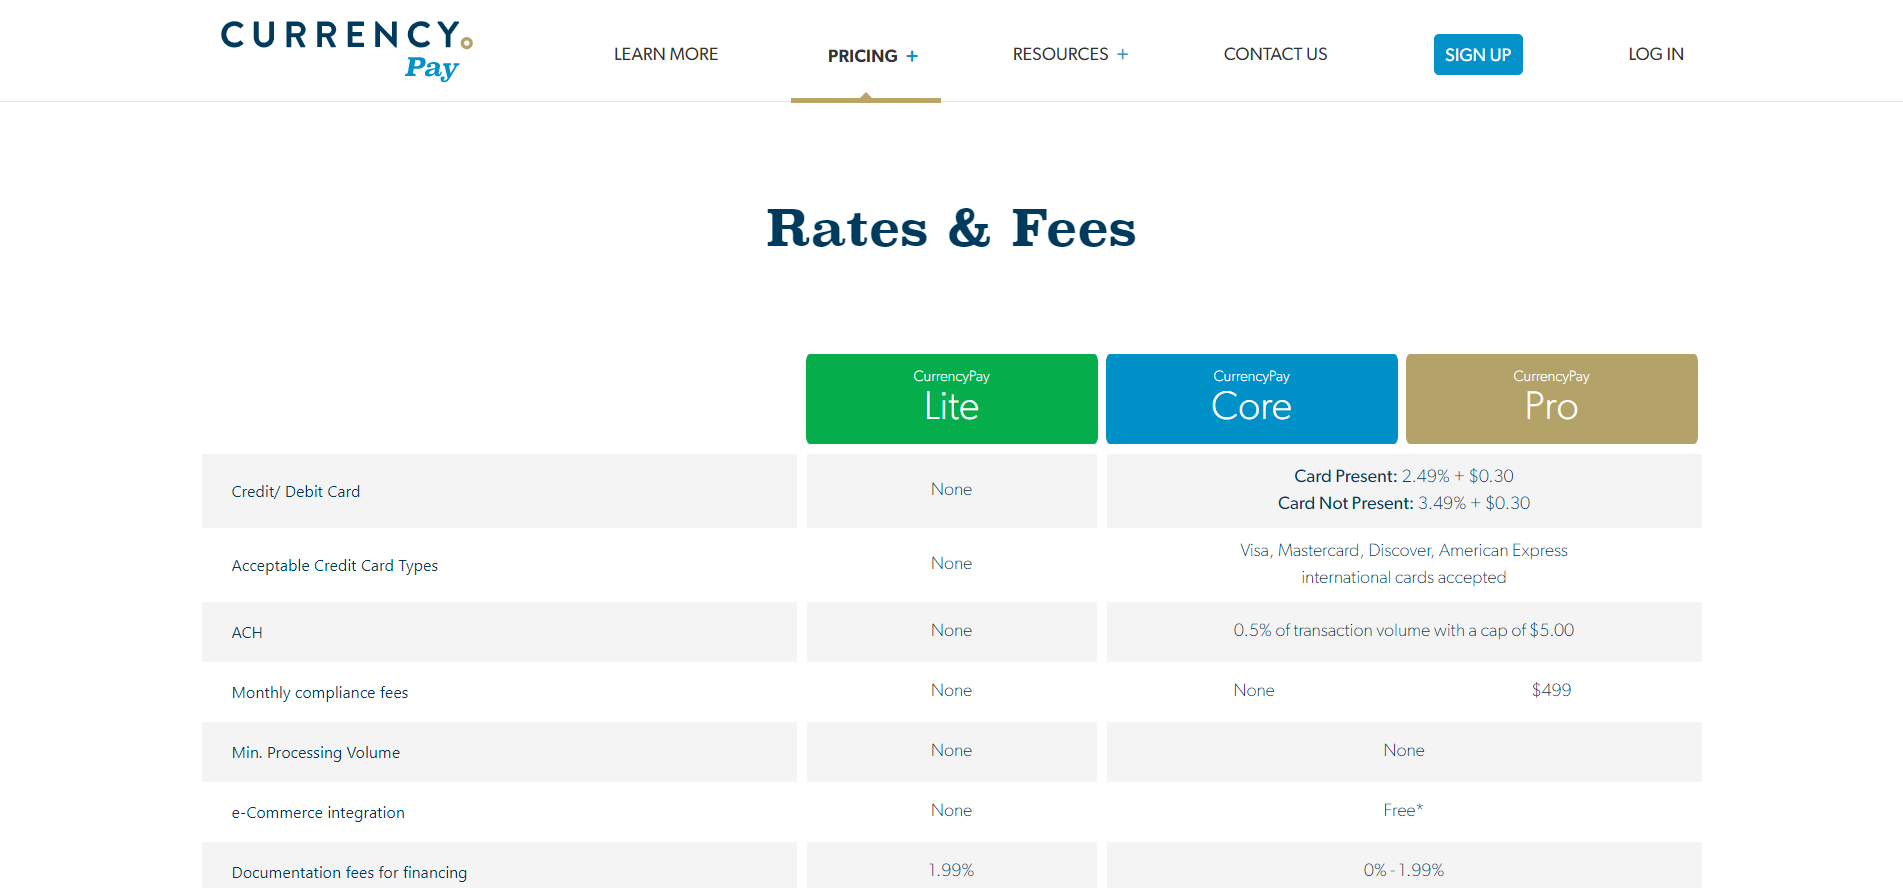 CURRENCY
Pay
LEARN MORE
PRICING +
RESOURCES +
CONTACT US
SIGN UP
LOG IN
Rates & Fees
CurrencyPay
Lite
CurrencyPay
Core
CurrencyPay
Pro
Credit/ Debit Card
None
Card Present: 2.49% + $0.30
Card Not Present: 3.49% + $0.30
Acceptable Credit Card Types
None
Visa, Mastercard, Discover, American Express
international cards accepted
ACH
None
0.5% of transaction volume with a cap of $5.00
Monthly compliance fees
None
None
$499
Min. Processing Volume
None
None
e-Commerce integration
None
Free*
Documentation fees for financing
1.99%
0% - 1.99%